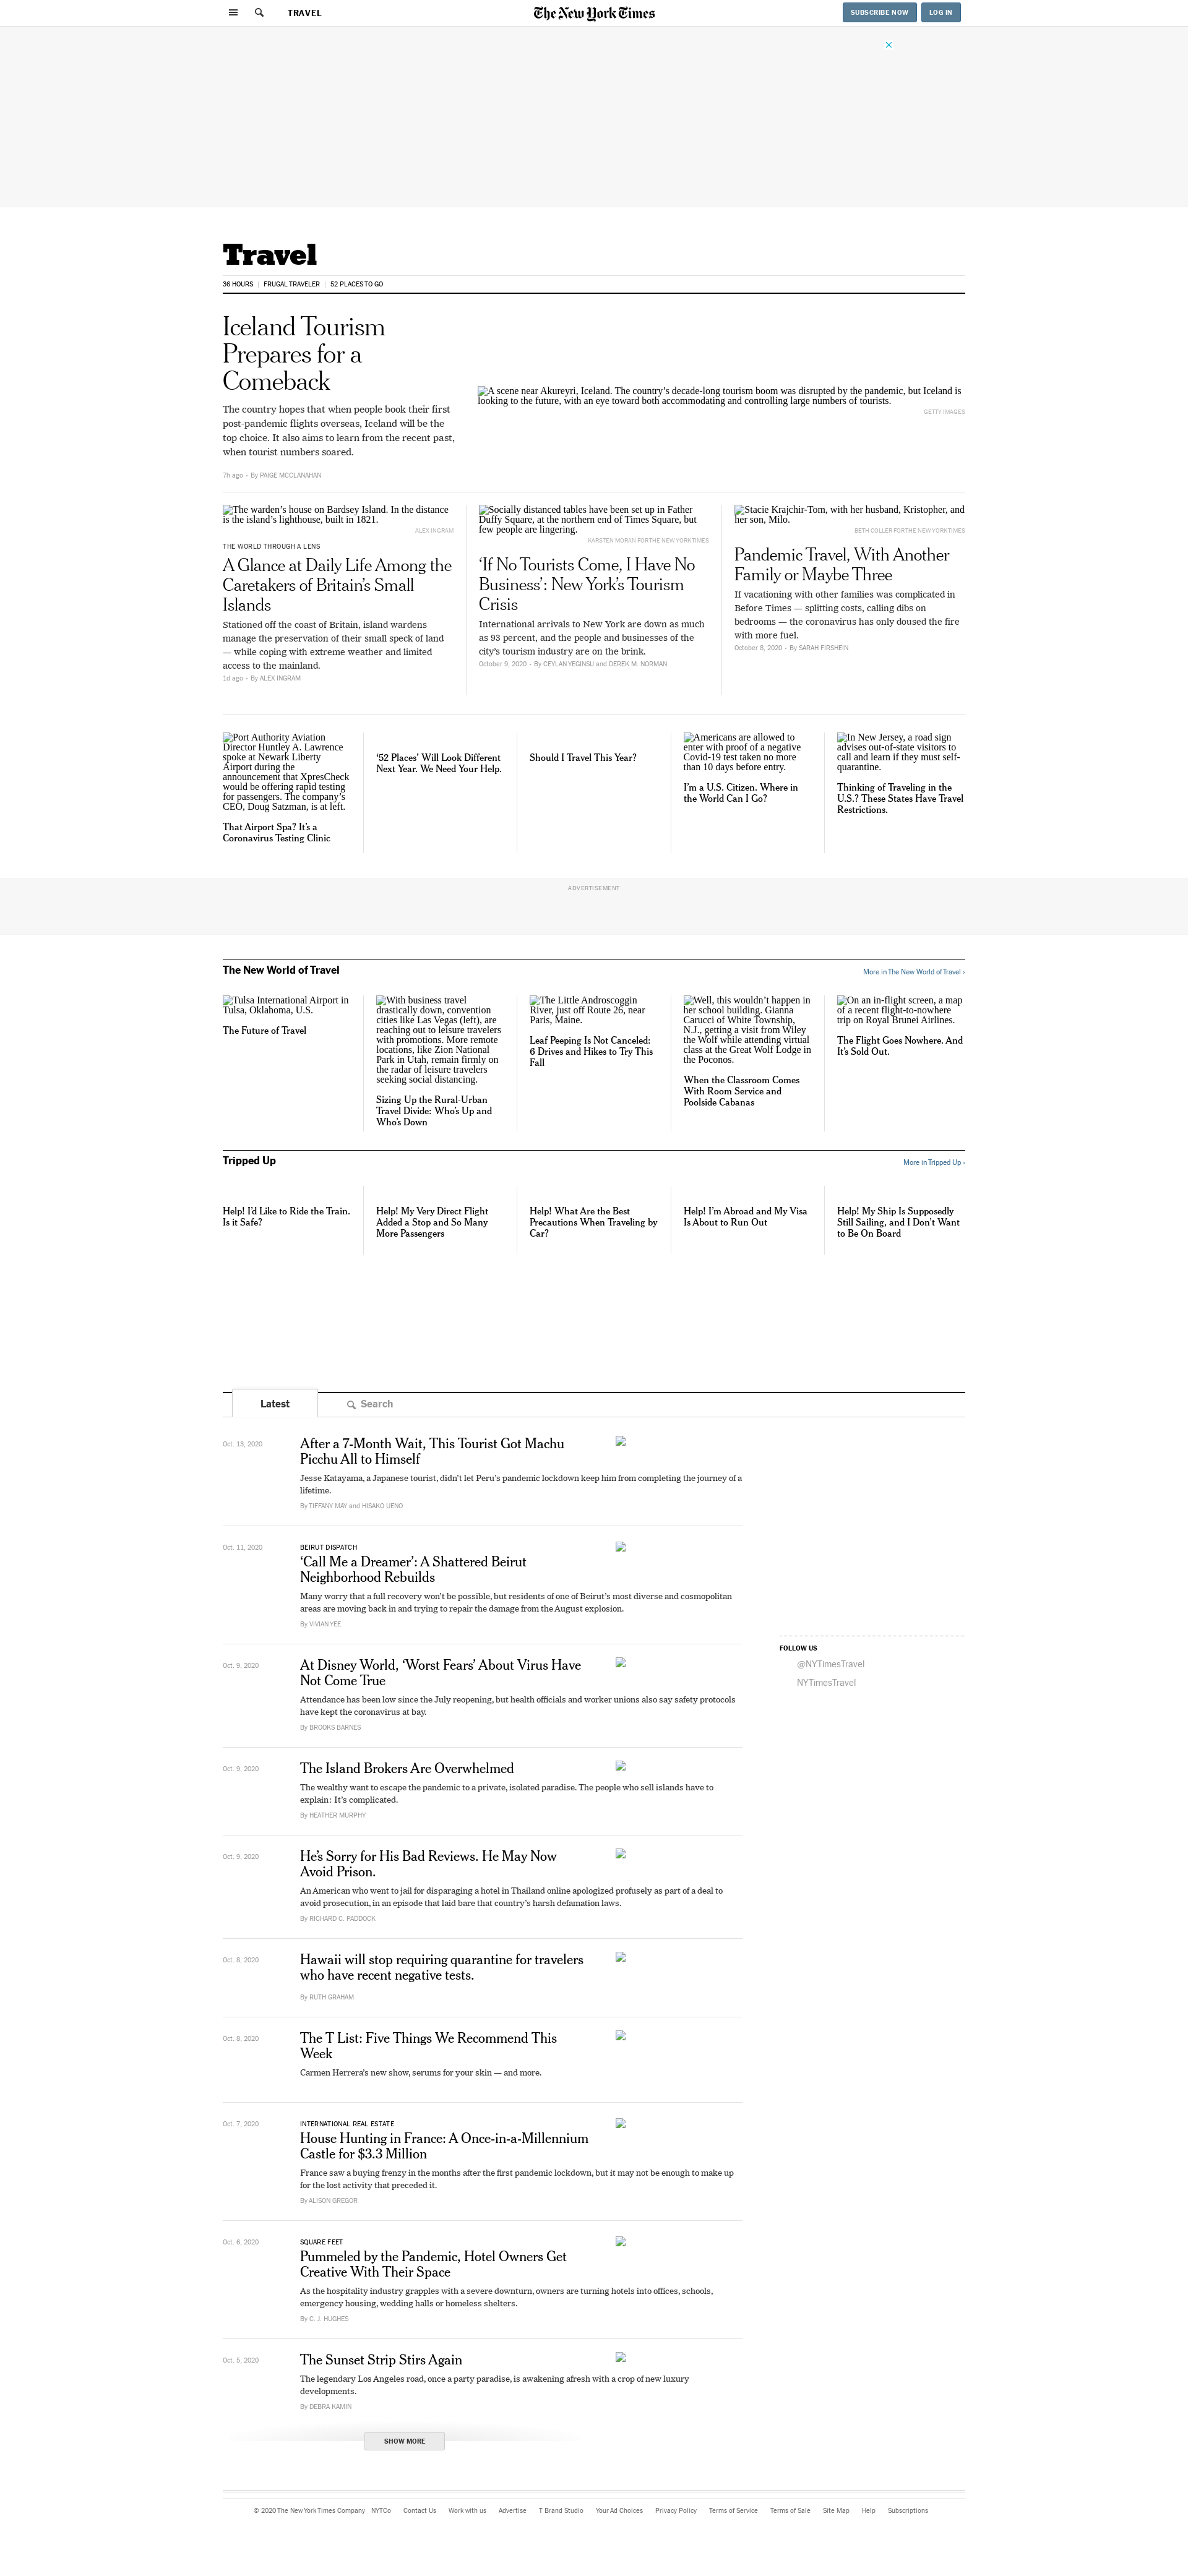 TRAVEL
The New York Times
SUBSCRIBE NOW
LOG IN
Travel
36 HOURS
FRUGAL TRAVELER
52 PLACES TO GO
Iceland Tourism
Prepares for a
Comeback
The country hopes that when people book their first
post-pandemic flights overseas, Iceland will be the
top choice. It also aims to learn from the recent past,
when tourist numbers soared.
7h ago • By PAIGE MCCLANAHAN
A scene near Akureyri, Iceland. The country’s decade-long tourism boom was disrupted by the pandemic, but Iceland is
looking to the future, with an eye toward both accommodating and controlling large numbers of tourists.
GETTY IMAGES
The warden’s house on Bardsey Island. In the distance
is the island’s lighthouse, built in 1821.
ALEX INGRAM
THE WORLD THROUGH A LENS
A Glance at Daily Life Among the
Caretakers of Britain’s Small
Islands
Stationed off the coast of Britain, island wardens
manage the preservation of their small speck of land
— while coping with extreme weather and limited
access to the mainland.
1d ago • By ALEX INGRAM
Socially distanced tables have been set up in Father
Duffy Square, at the northern end of Times Square, but
few people are lingering.
KARSTEN MORAN FOR THE NEW YORK TIMES
‘If No Tourists Come, I Have No
Business’: New York’s Tourism
Crisis
International arrivals to New York are down as much
as 93 percent, and the people and businesses of the
city’s tourism industry are on the brink.
October 9, 2020 • By CEYLAN YEGINSU and DEREK M. NORMAN
Stacie Krajchir-Tom, with her husband, Kristopher, and
her son, Milo.
BETH COLLER FOR THE NEW YORK TIMES
Pandemic Travel, With Another
Family or Maybe Three
If vacationing with other families was complicated in
Before Times — splitting costs, calling dibs on
bedrooms — the coronavirus has only doused the fire
with more fuel.
October 8, 2020 • By SARAH FIRSHEIN
Port Authority Aviation
Director Huntley A. Lawrence
spoke at Newark Liberty
Airport during the
announcement that XpresCheck
would be offering rapid testing
for passengers. The company’s
CEO, Doug Satzman, is at left.
That Airport Spa? It’s a
Coronavirus Testing Clinic
‘52 Places’ Will Look Different
Next Year. We Need Your Help.
Should I Travel This Year?
Americans are allowed to
enter with proof of a negative
Covid-19 test taken no more
than 10 days before entry.
I’m a U.S. Citizen. Where in
the World Can I Go?
In New Jersey, a road sign
advises out-of-state visitors to
call and learn if they must self-
quarantine.
Thinking of Traveling in the
U.S.? These States Have Travel
Restrictions.
ADVERTISEMENT
The New World of Travel
More in The New World of Travel ›
Tulsa International Airport in
Tulsa, Oklahoma, U.S.
The Future of Travel
With business travel
drastically down, convention
cities like Las Vegas (left), are
reaching out to leisure travelers
with promotions. More remote
locations, like Zion National
Park in Utah, remain firmly on
the radar of leisure travelers
seeking social distancing.
Sizing Up the Rural-Urban
Travel Divide: Who’s Up and
Who’s Down
The Little Androscoggin
River, just off Route 26, near
Paris, Maine.
Leaf Peeping Is Not Canceled:
6 Drives and Hikes to Try This
Fall
Well, this wouldn’t happen in
her school building. Gianna
Carucci of White Township,
N.J., getting a visit from Wiley
the Wolf while attending virtual
class at the Great Wolf Lodge in
the Poconos.
When the Classroom Comes
With Room Service and
Poolside Cabanas
On an in-flight screen, a map
of a recent flight-to-nowhere
trip on Royal Brunei Airlines.
The Flight Goes Nowhere. And
It’s Sold Out.
Tripped Up
More in Tripped Up ›
Help! I’d Like to Ride the Train.
Is it Safe?
Help! My Very Direct Flight
Added a Stop and So Many
More Passengers
Help! What Are the Best
Precautions When Traveling by
Car?
Help! I’m Abroad and My Visa
Is About to Run Out
Help! My Ship Is Supposedly
Still Sailing, and I Don’t Want
to Be On Board
Latest
Search
Oct. 13, 2020
After a 7-Month Wait, This Tourist Got Machu
Picchu All to Himself
Jesse Katayama, a Japanese tourist, didn’t let Peru’s pandemic lockdown keep him from completing the journey of a
lifetime.
By TIFFANY MAY and HISAKO UENO
Oct. 11, 2020
BEIRUT DISPATCH
‘Call Me a Dreamer’: A Shattered Beirut
Neighborhood Rebuilds
Many worry that a full recovery won’t be possible, but residents of one of Beirut’s most diverse and cosmopolitan
areas are moving back in and trying to repair the damage from the August explosion.
By VIVIAN YEE
FOLLOW US
@NYTimesTravel
NYTimesTravel
Oct. 9, 2020
At Disney World, ‘Worst Fears’ About Virus Have
Not Come True
Attendance has been low since the July reopening, but health officials and worker unions also say safety protocols
have kept the coronavirus at bay.
By BROOKS BARNES
Oct. 9, 2020
The Island Brokers Are Overwhelmed
The wealthy want to escape the pandemic to a private, isolated paradise. The people who sell islands have to
explain: It’s complicated.
By HEATHER MURPHY
Oct. 9, 2020
He’s Sorry for His Bad Reviews. He May Now
Avoid Prison.
An American who went to jail for disparaging a hotel in Thailand online apologized profusely as part of a deal to
avoid prosecution, in an episode that laid bare that country’s harsh defamation laws.
By RICHARD C. PADDOCK
Oct. 8, 2020
Hawaii will stop requiring quarantine for travelers
who have recent negative tests.
By RUTH GRAHAM
Oct. 8, 2020
The T List: Five Things We Recommend This
Week
Carmen Herrera’s new show, serums for your skin — and more.
Oct. 7, 2020
INTERNATIONAL REAL ESTATE
House Hunting in France: A Once-in-a-Millennium
Castle for $3.3 Million
France saw a buying frenzy in the months after the first pandemic lockdown, but it may not be enough to make up
for the lost activity that preceded it.
By ALISON GREGOR
Oct. 6, 2020
SQUARE FEET
Pummeled by the Pandemic, Hotel Owners Get
Creative With Their Space
As the hospitality industry grapples with a severe downturn, owners are turning hotels into offices, schools,
emergency housing, wedding halls or homeless shelters.
By C. J. HUGHES
Oct. 5, 2020
The Sunset Strip Stirs Again
The legendary Los Angeles road, once a party paradise, is awakening afresh with a crop of new luxury
developments.
By DEBRA KAMIN
SHOW MORE
© 2020 The New York Times Company NYTCo Contact Us Work with us Advertise T Brand Studio Your Ad Choices Privacy Policy Terms of Service Terms of Sale Site Map Help Subscriptions